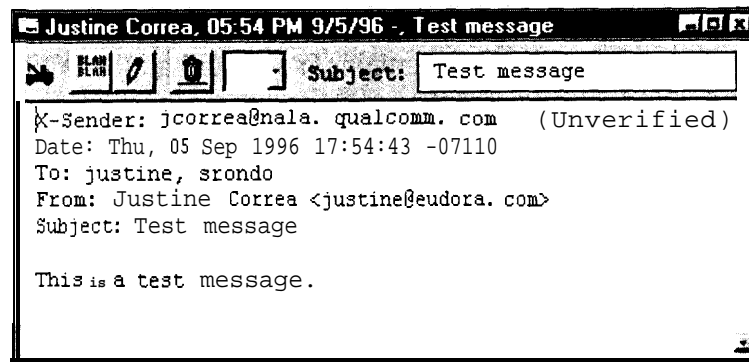 Justine Correa, 05:54 PM 9/5/96 -, Test message
BLAH BLAH Subject: Test message
X-Sender: jcorrea@nala. qualcomm. com (Unverified)
Date: Thu, 05 Sep 1996 17:54:43 -07110
To: justine, srondo
From: Justine Correa <justine@eudora. com>
Subject: Test message
This is a test message.